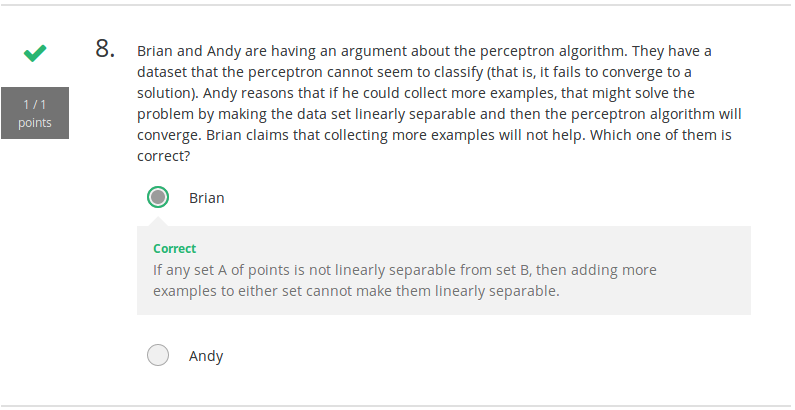 8.
Brian and Andy are having an argument about the perceptron algorithm. They have a
dataset that the perceptron cannot seem to classify (that is, it fails to converge to a
solution). Andy reasons that if he could collect more examples, that might solve the
problem by making the data set linearly separable and then the perceptron algorithm will
converge. Brian claims that collecting more examples will not help. Which one of them is
correct?
1 / 1
points
Brian
Correct
If any set A of points is not linearly separable from set B, then adding more
examples to either set cannot make them linearly separable.
Andy